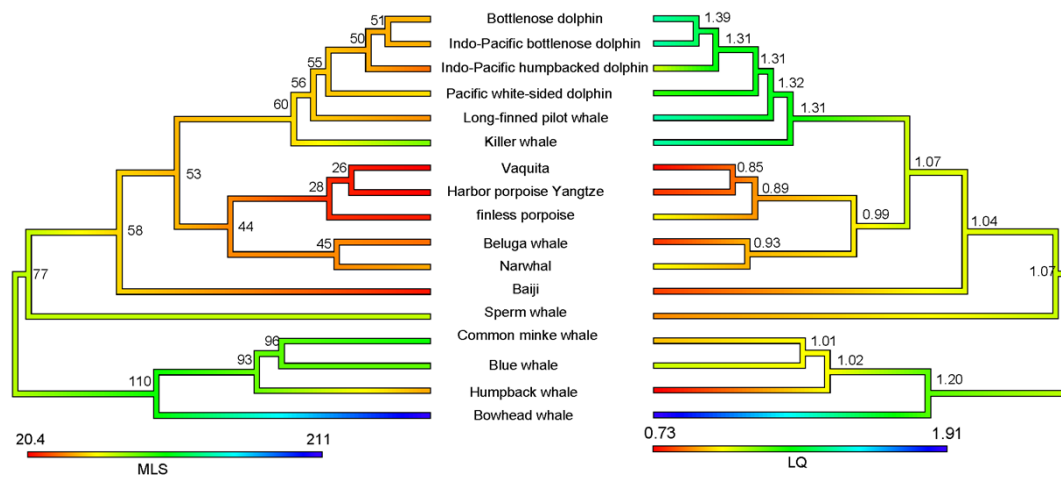 51 Bottlenose dolphin 1.39
50 Indo-Pacific bottlenose dolphin 1.31
55 Indo-Pacific humpbacked dolphin 1.31
56 Pacific white-sided dolphin 1.32
60 Long-finned pilot whale 1.31
Killer whale
53 26 Vaquita 0.85 1.07
28 Harbor porpoise Yangtze 0.89
58 44 finless porpoise 0.99 1.04
45 Beluga whale 0.93
77 Narwhal 1.07
Baiji
Sperm whale
96 Common minke whale 1.01
93 Blue whale 1.02
110 Humpback whale 1.20
Bowhead whale
20.4 211 0.73 1.91
MLS LQ